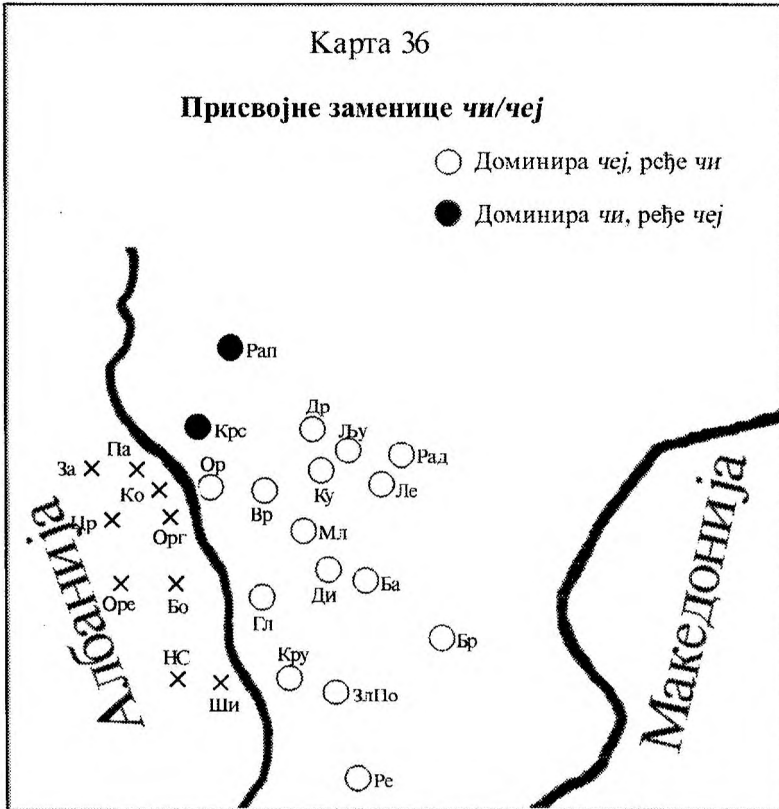 Карта 36
Присвојне заменице чи/чеј
Доминира чеј, рсђе чи
Доминира чи, ређе чеј
Рап
Крс
Др
Љу
Рад
Па
За
Ор
Ко
Ку
Ле
Вр
Цр
Орг
Мл
Оре
Бо
Ди
Ба
Гл
Бр
НС
Кру
Ши
ЗлПо
Ре
Албанија
Македонија